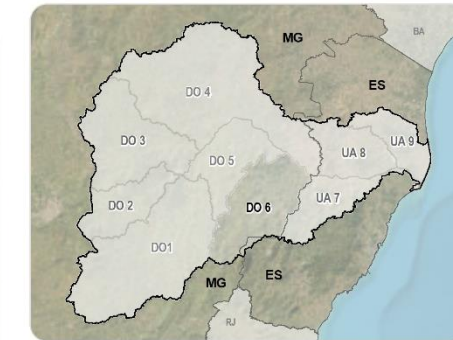 BA
MG
ES
DO 4
DO 3
UA 9
UA 8
DO 5
UA 7
DO 2
DO 6
DO1
MG
ES
RJ